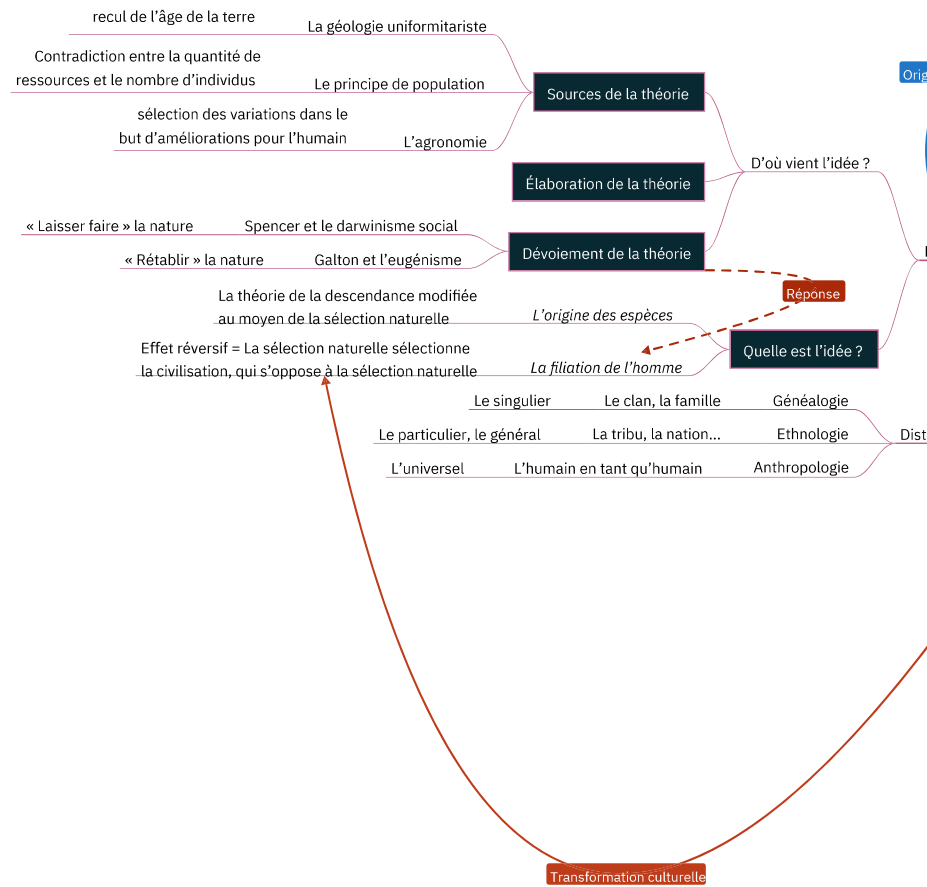 recul de l’âge de la terre
La géologie uniformitariste
Contradiction entre la quantité de
ressources et le nombre d’individus
Le principe de population
sélection des variations dans le
but d’améliorations pour l’humain
L’agronomie
Sources de la théorie
Élaboration de la théorie
D’où vient l’idée ?
« Laisser faire » la nature
Spencer et le darwinisme social
« Rétablir » la nature
Galton et l’eugénisme
Dévoiement de la théorie
Réponse
La théorie de la descendance modifiée
au moyen de la sélection naturelle
L’origine des espèces
Effet réversif = La sélection naturelle sélectionne
la civilisation, qui s’oppose à la sélection naturelle
La filiation de l’homme
Quelle est l’idée ?
Le singulier
Le clan, la famille
Généalogie
Le particulier, le général
La tribu, la nation...
Ethnologie
L’universel
L’humain en tant qu’humain
Anthropologie
Transformation culturelle